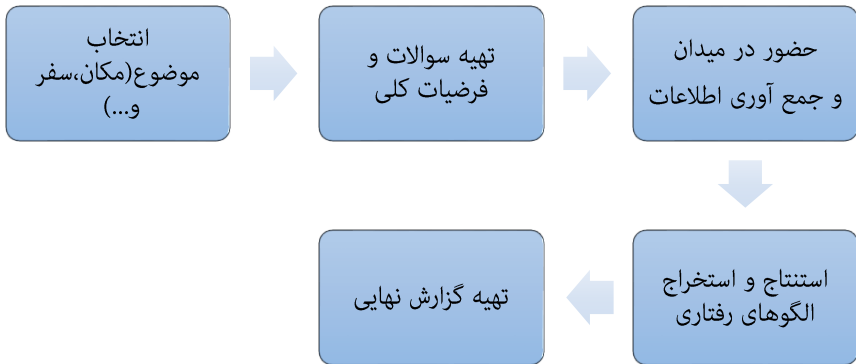 انتخاب
موضوع(مکان،سفر
و...)
تهیه سوالات و
فرضیات کلی
حضور در میدان
و جمع آوری اطلاعات
استنتاج و استخراج
الگوهای رفتاری
تهیه گزارش نهایی